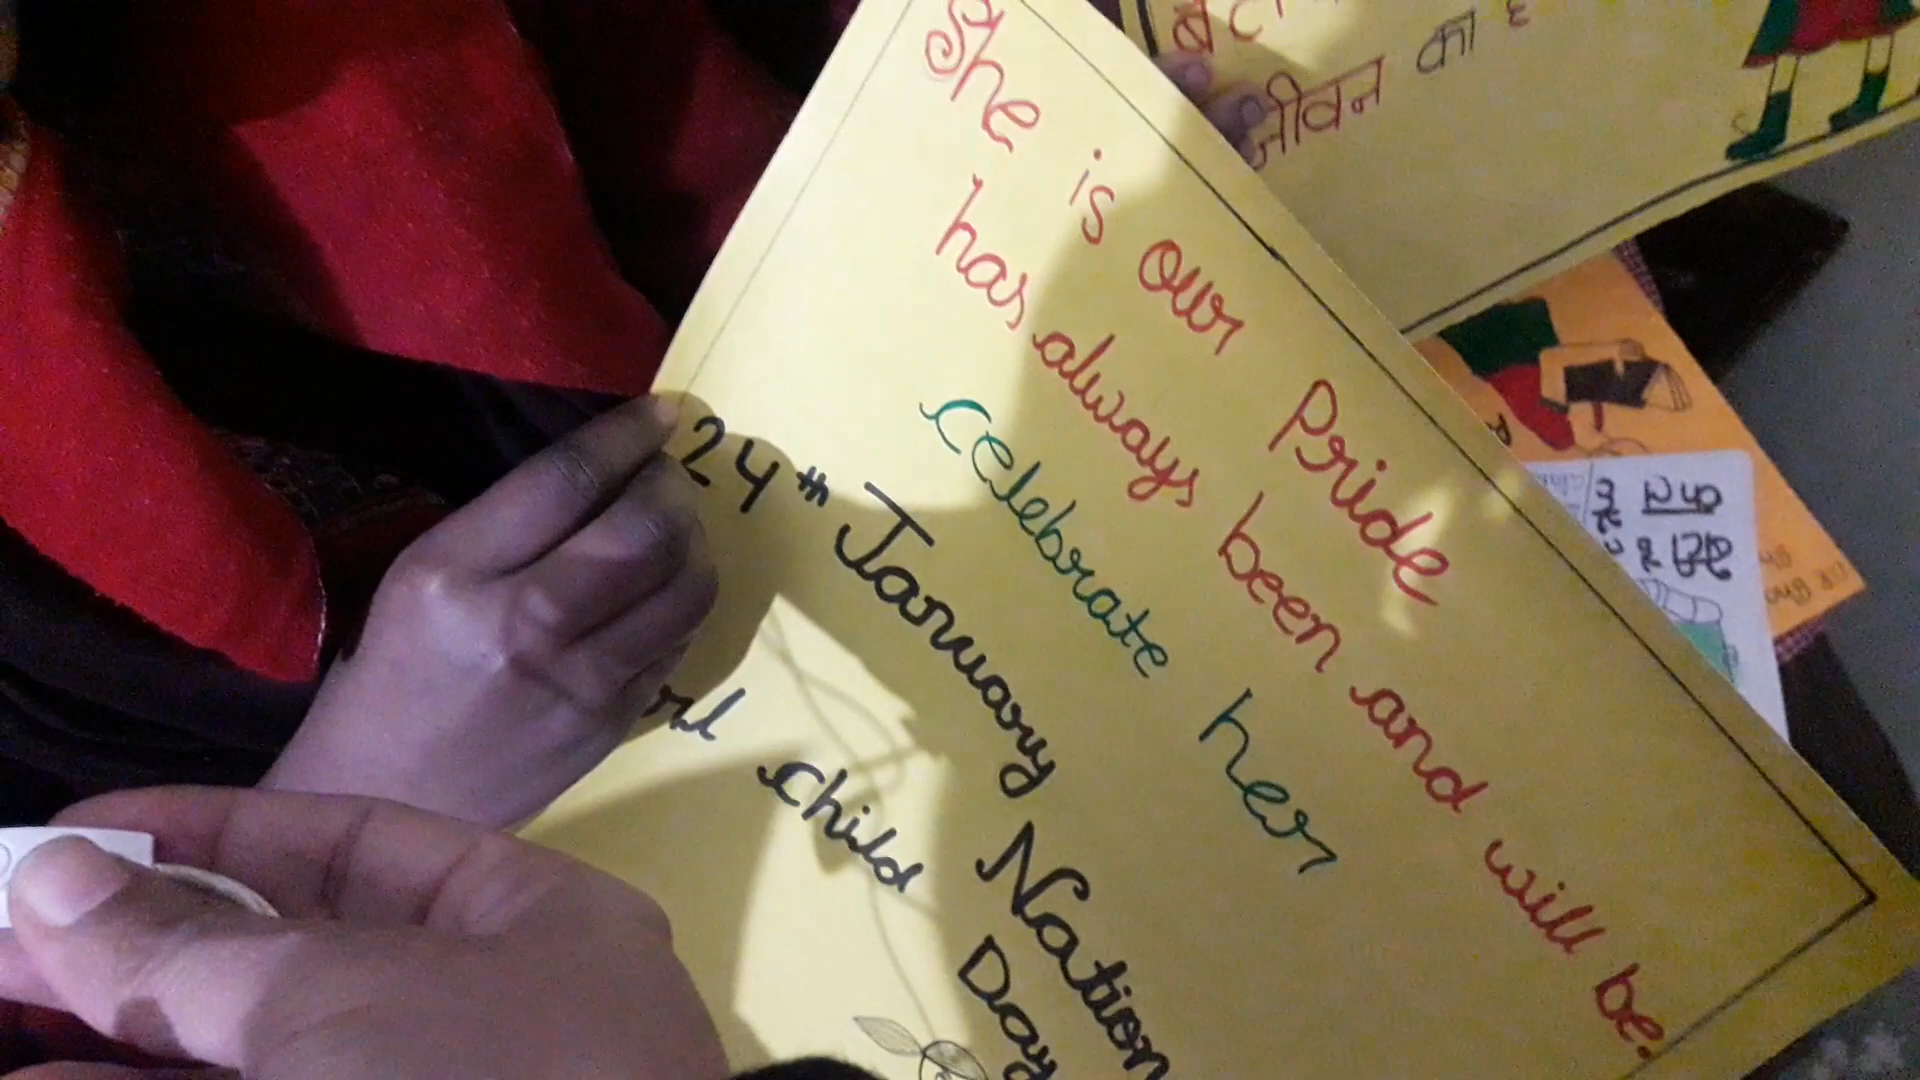 She is our Pride
has always been and will be.
Celebrate her
24th January Nation
child Day
जीवन का